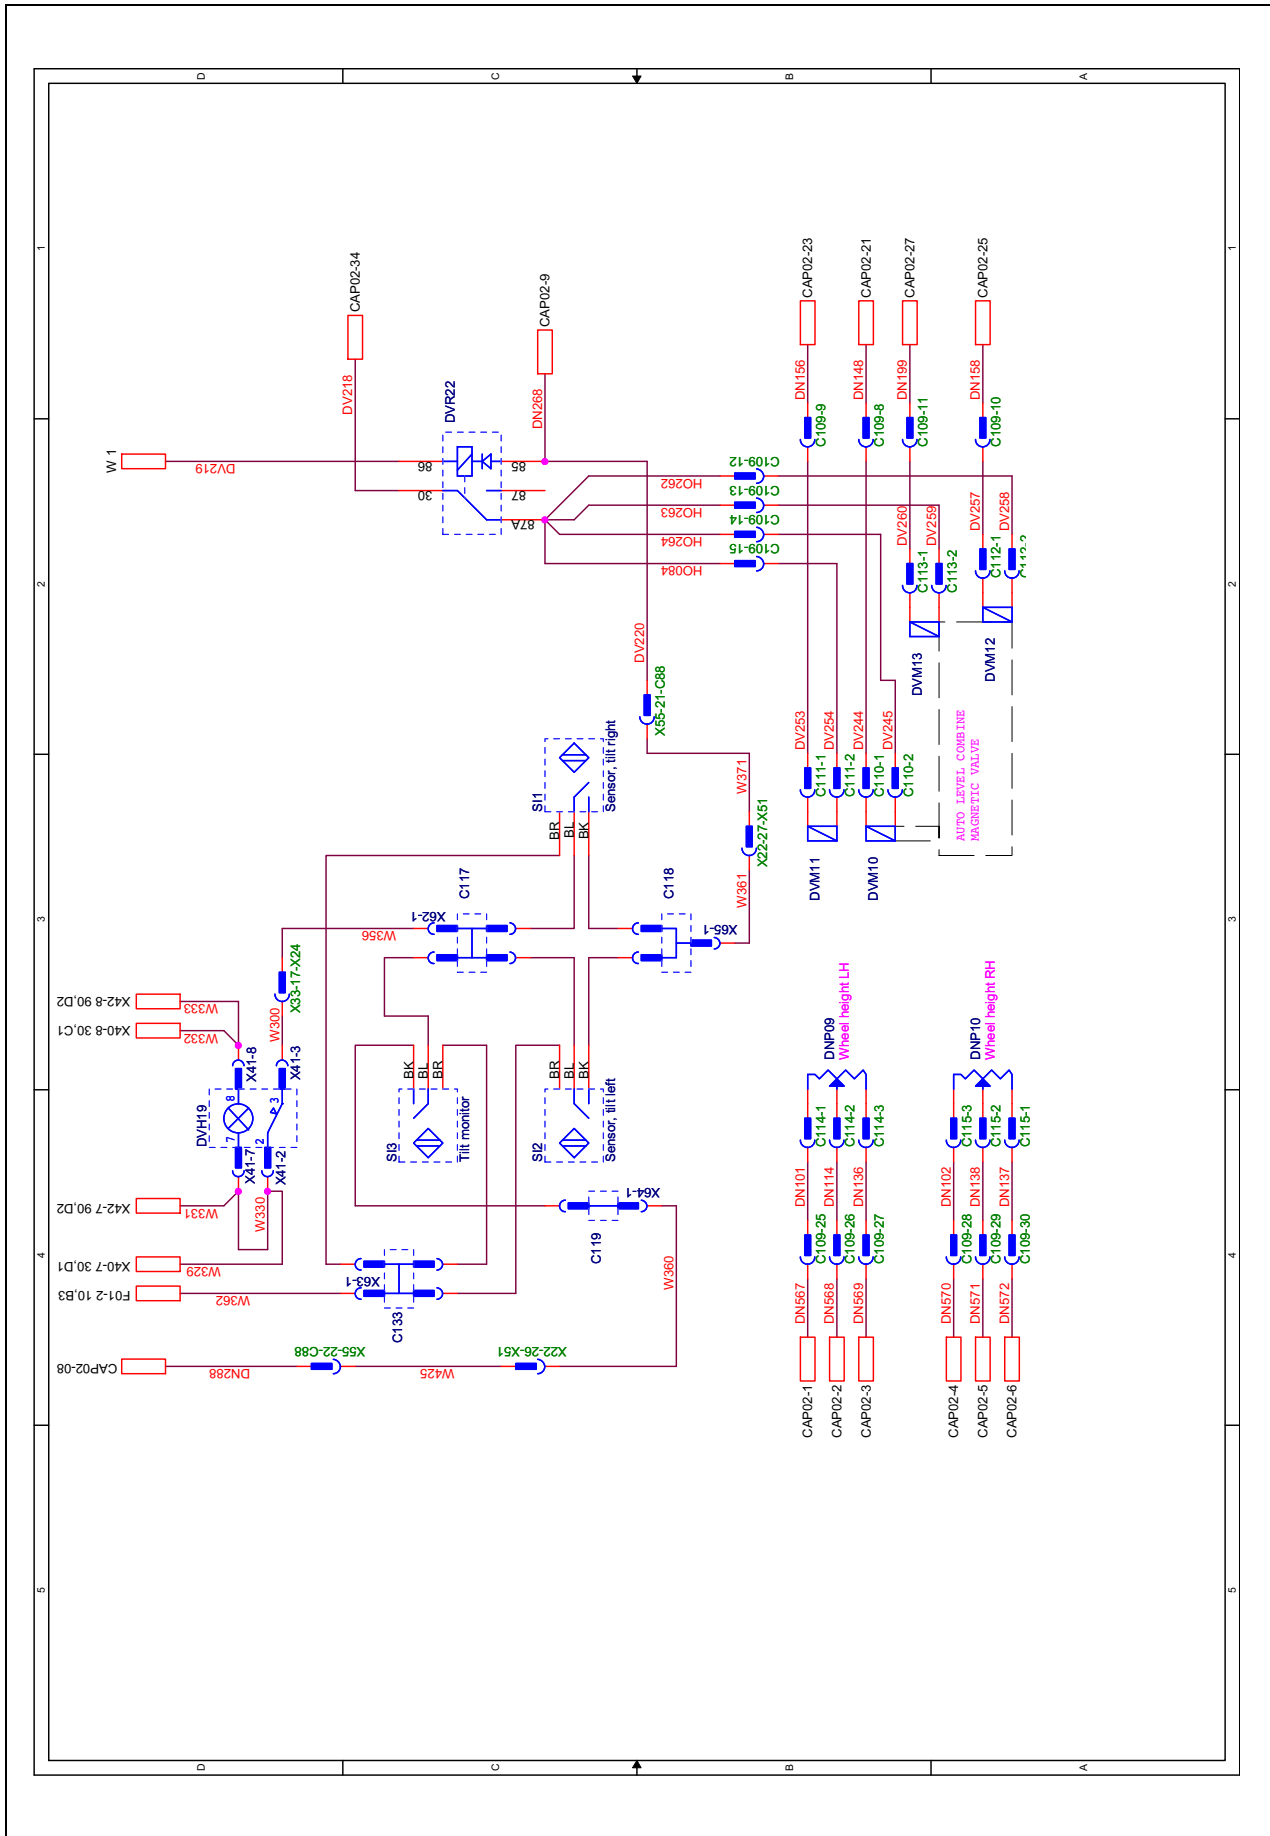 D
C
B
A
1
1
2
2
3
3
4
4
5
5
D
C
B
A
W 1
DV219
CAP02-34
DV218
DVR22
86
30
85
87
87A
CAP02-9
DN268
HO262
C109-12
HO263
C109-13
HO264
C109-14
HO084
C109-15
CAP02-23
DN156
C109-9
CAP02-21
DN148
C109-8
CAP02-27
DN199
C109-11
CAP02-25
DN158
C109-10
DV260
DV259
C113-1
C113-2
DVM13
DV257
DV258
C112-1
DVM12
AUTO LEVEL COMBINE
MAGNETIC VALVE
DV253
C111-1
DV254
C111-2
DVM11
DV244
C110-1
DV245
C110-2
DVM10
DV220
X55-21-C88
W371
X22-27-X51
W361
SI1
Sensor, tilt right
BR
BL
BK
C117
X62-1
W356
C118
X65-1
X33-17-X24
W300
X42-8 90,D2
W333
X40-8 30,C1
W332
X41-8
X41-3
DVH19
8
3
7
2
X41-7
X41-2
X42-7 90,D2
W331
W330
X40-7 30,D1
W329
F01-2 10,B3
W362
BK
BL
BR
SI3
Tilt monitor
BR
BL
BK
SI2
Sensor, tilt left
C119
X64-1
W360
X63-1
C133
CAP02-08
DN288
X55-22-C88
W425
X22-26-X51
DNP09
Wheel height LH
C114-1
C114-2
C114-3
DN101
DN114
DN136
C109-25
C109-26
C109-27
DN567
DN568
DN569
CAP02-1
CAP02-2
CAP02-3
DNP10
Wheel height RH
C115-3
C115-2
C115-1
DN102
DN138
DN137
C109-28
C109-29
C109-30
DN570
DN571
DN572
CAP02-4
CAP02-5
CAP02-6